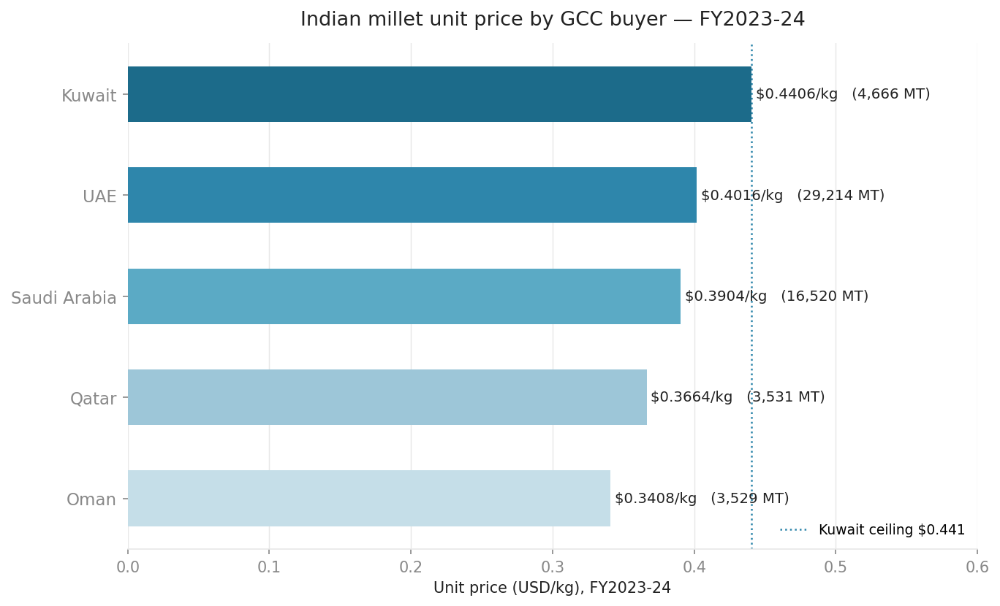 Indian millet unit price by GCC buyer — FY2023-24
Kuwait
$0.4406/kg (4,666 MT)
UAE
$0.4016/kg (29,214 MT)
Saudi Arabia
$0.3904/kg (16,520 MT)
Qatar
$0.3664/kg (3,531 MT)
Oman
$0.3408/kg (3,529 MT)
Kuwait ceiling $0.441
0.0 0.1 0.2 0.3 0.4 0.5 0.6
Unit price (USD/kg), FY2023-24